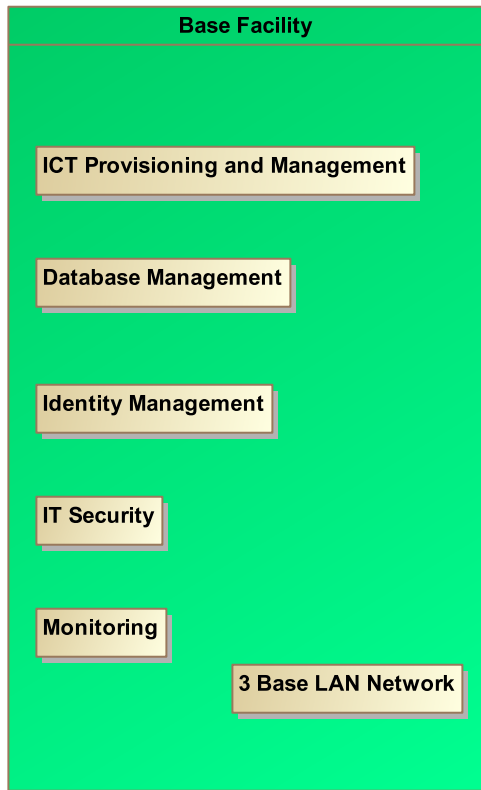 Base Facility
ICT Provisioning and Management
Database Management
Identity Management
IT Security
Monitoring
3 Base LAN Network